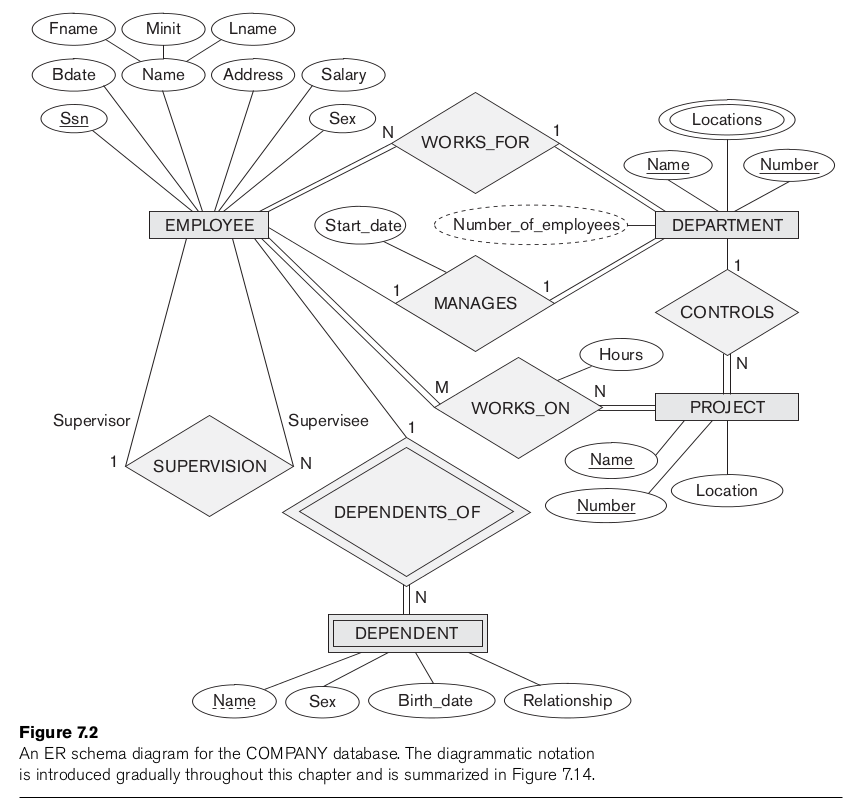 Fname Minit Lname
Bdate Name Address Salary
Ssn Sex
N WORKS_FOR 1
Locations
Name Number
EMPLOYEE Start_date Number_of_employees DEPARTMENT
1 MANAGES 1
1
CONTROLS
N
Hours
M WORKS_ON N
PROJECT
Supervisor Supervisee
1 SUPERVISION N
1
Name
Number Location
DEPENDENTS_OF
N
DEPENDENT
Name Sex Birth_date Relationship
Figure 7.2
An ER schema diagram for the COMPANY database. The diagrammatic notation
is introduced gradually throughout this chapter and is summarized in Figure 7.14.